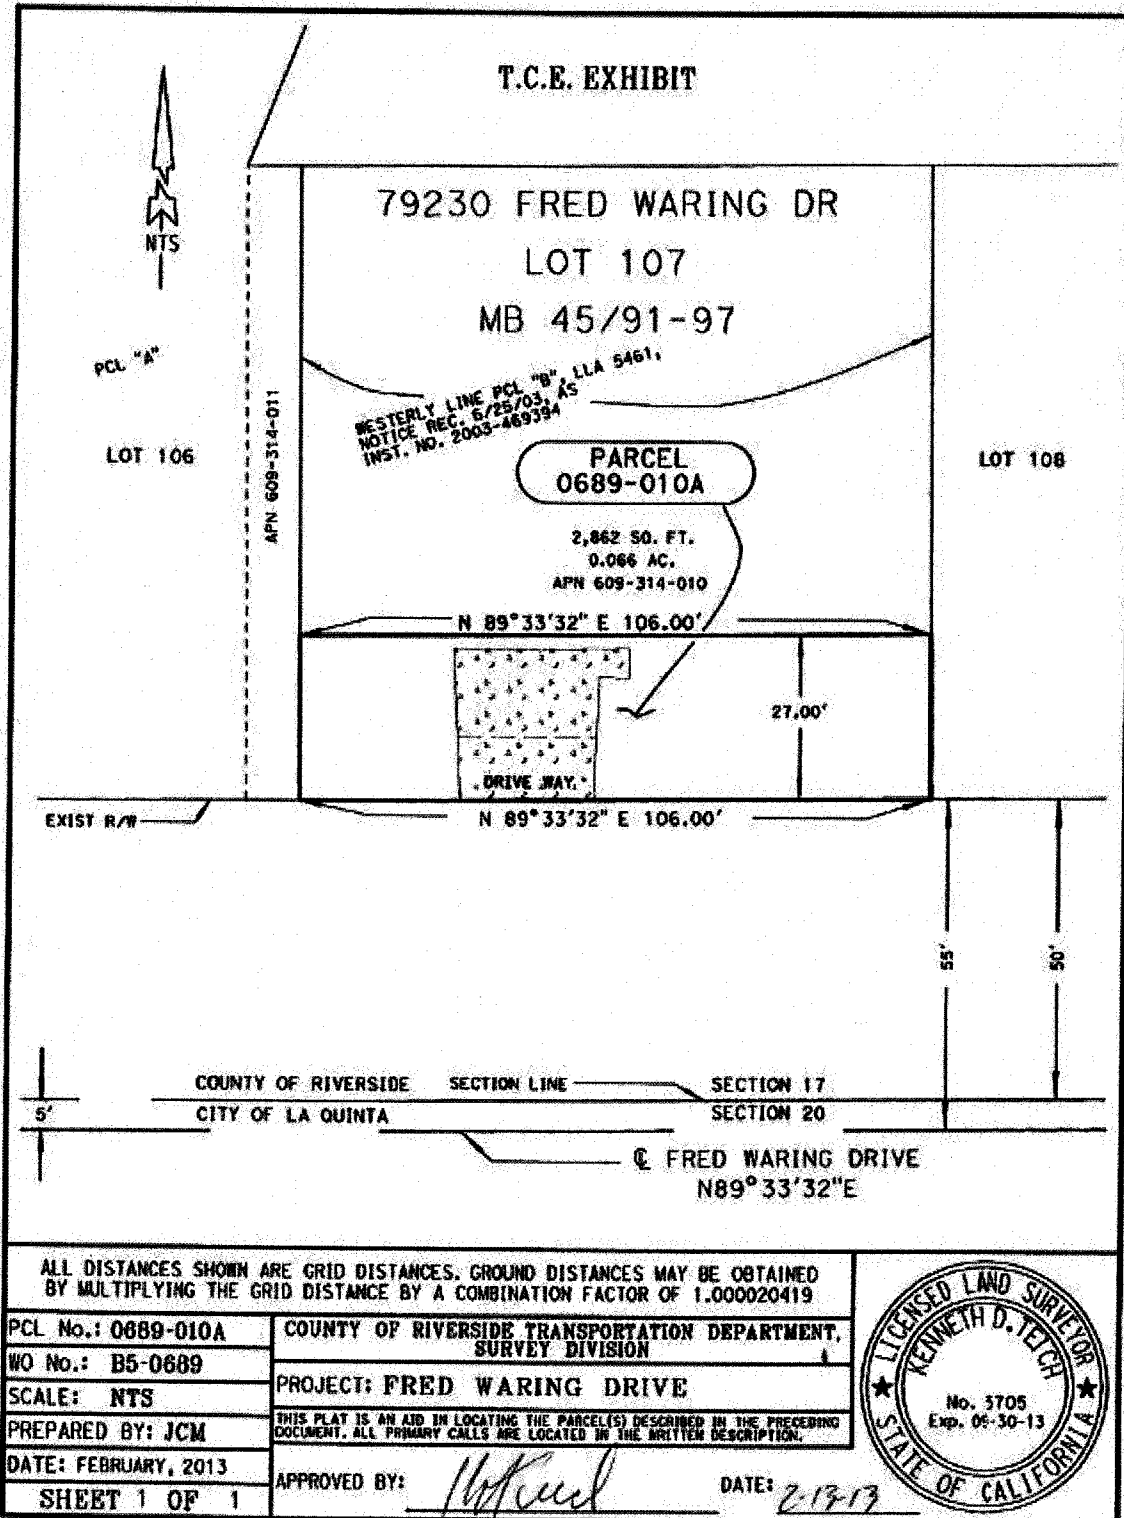 T.C.E. EXHIBIT
NTS
79230 FRED WARING DR
LOT 107
MB 45/91-97
PCL "A"
WESTERLY LINE PCL "B", LLA 5461,
NOTICE REC. 6/25/03, AS
INST. NO. 2003-469394
LOT 106
APN 609-314-011
PARCEL
0689-010A
LOT 108
2,862 SQ. FT.
0.066 AC.
APN 609-314-010
N 89°33'32" E 106.00'
27.00'
DRIVE WAY
EXIST R/W
N 89°33'32" E 106.00'
55'
50'
COUNTY OF RIVERSIDE SECTION LINE SECTION 17
5'
CITY OF LA QUINTA SECTION 20
℄ FRED WARING DRIVE
N89°33'32"E
ALL DISTANCES SHOWN ARE GRID DISTANCES. GROUND DISTANCES MAY BE OBTAINED
BY MULTIPLYING THE GRID DISTANCE BY A COMBINATION FACTOR OF 1.000020419
PCL No.: 0689-010A
WO No.: B5-0689
SCALE: NTS
PREPARED BY: JCM
DATE: FEBRUARY, 2013
SHEET 1 OF 1
COUNTY OF RIVERSIDE TRANSPORTATION DEPARTMENT,
SURVEY DIVISION
PROJECT: FRED WARING DRIVE
THIS PLAT IS AN AID IN LOCATING THE PARCEL(S) DESCRIBED IN THE PRECEDING
DOCUMENT. ALL PRIMARY CALLS ARE LOCATED IN THE WRITTEN DESCRIPTION.
APPROVED BY:
DATE: 2-13-13
LICENSED LAND SURVEYOR
KENNETH D. TEICH
No. 5705
Exp. 09-30-13
STATE OF CALIFORNIA